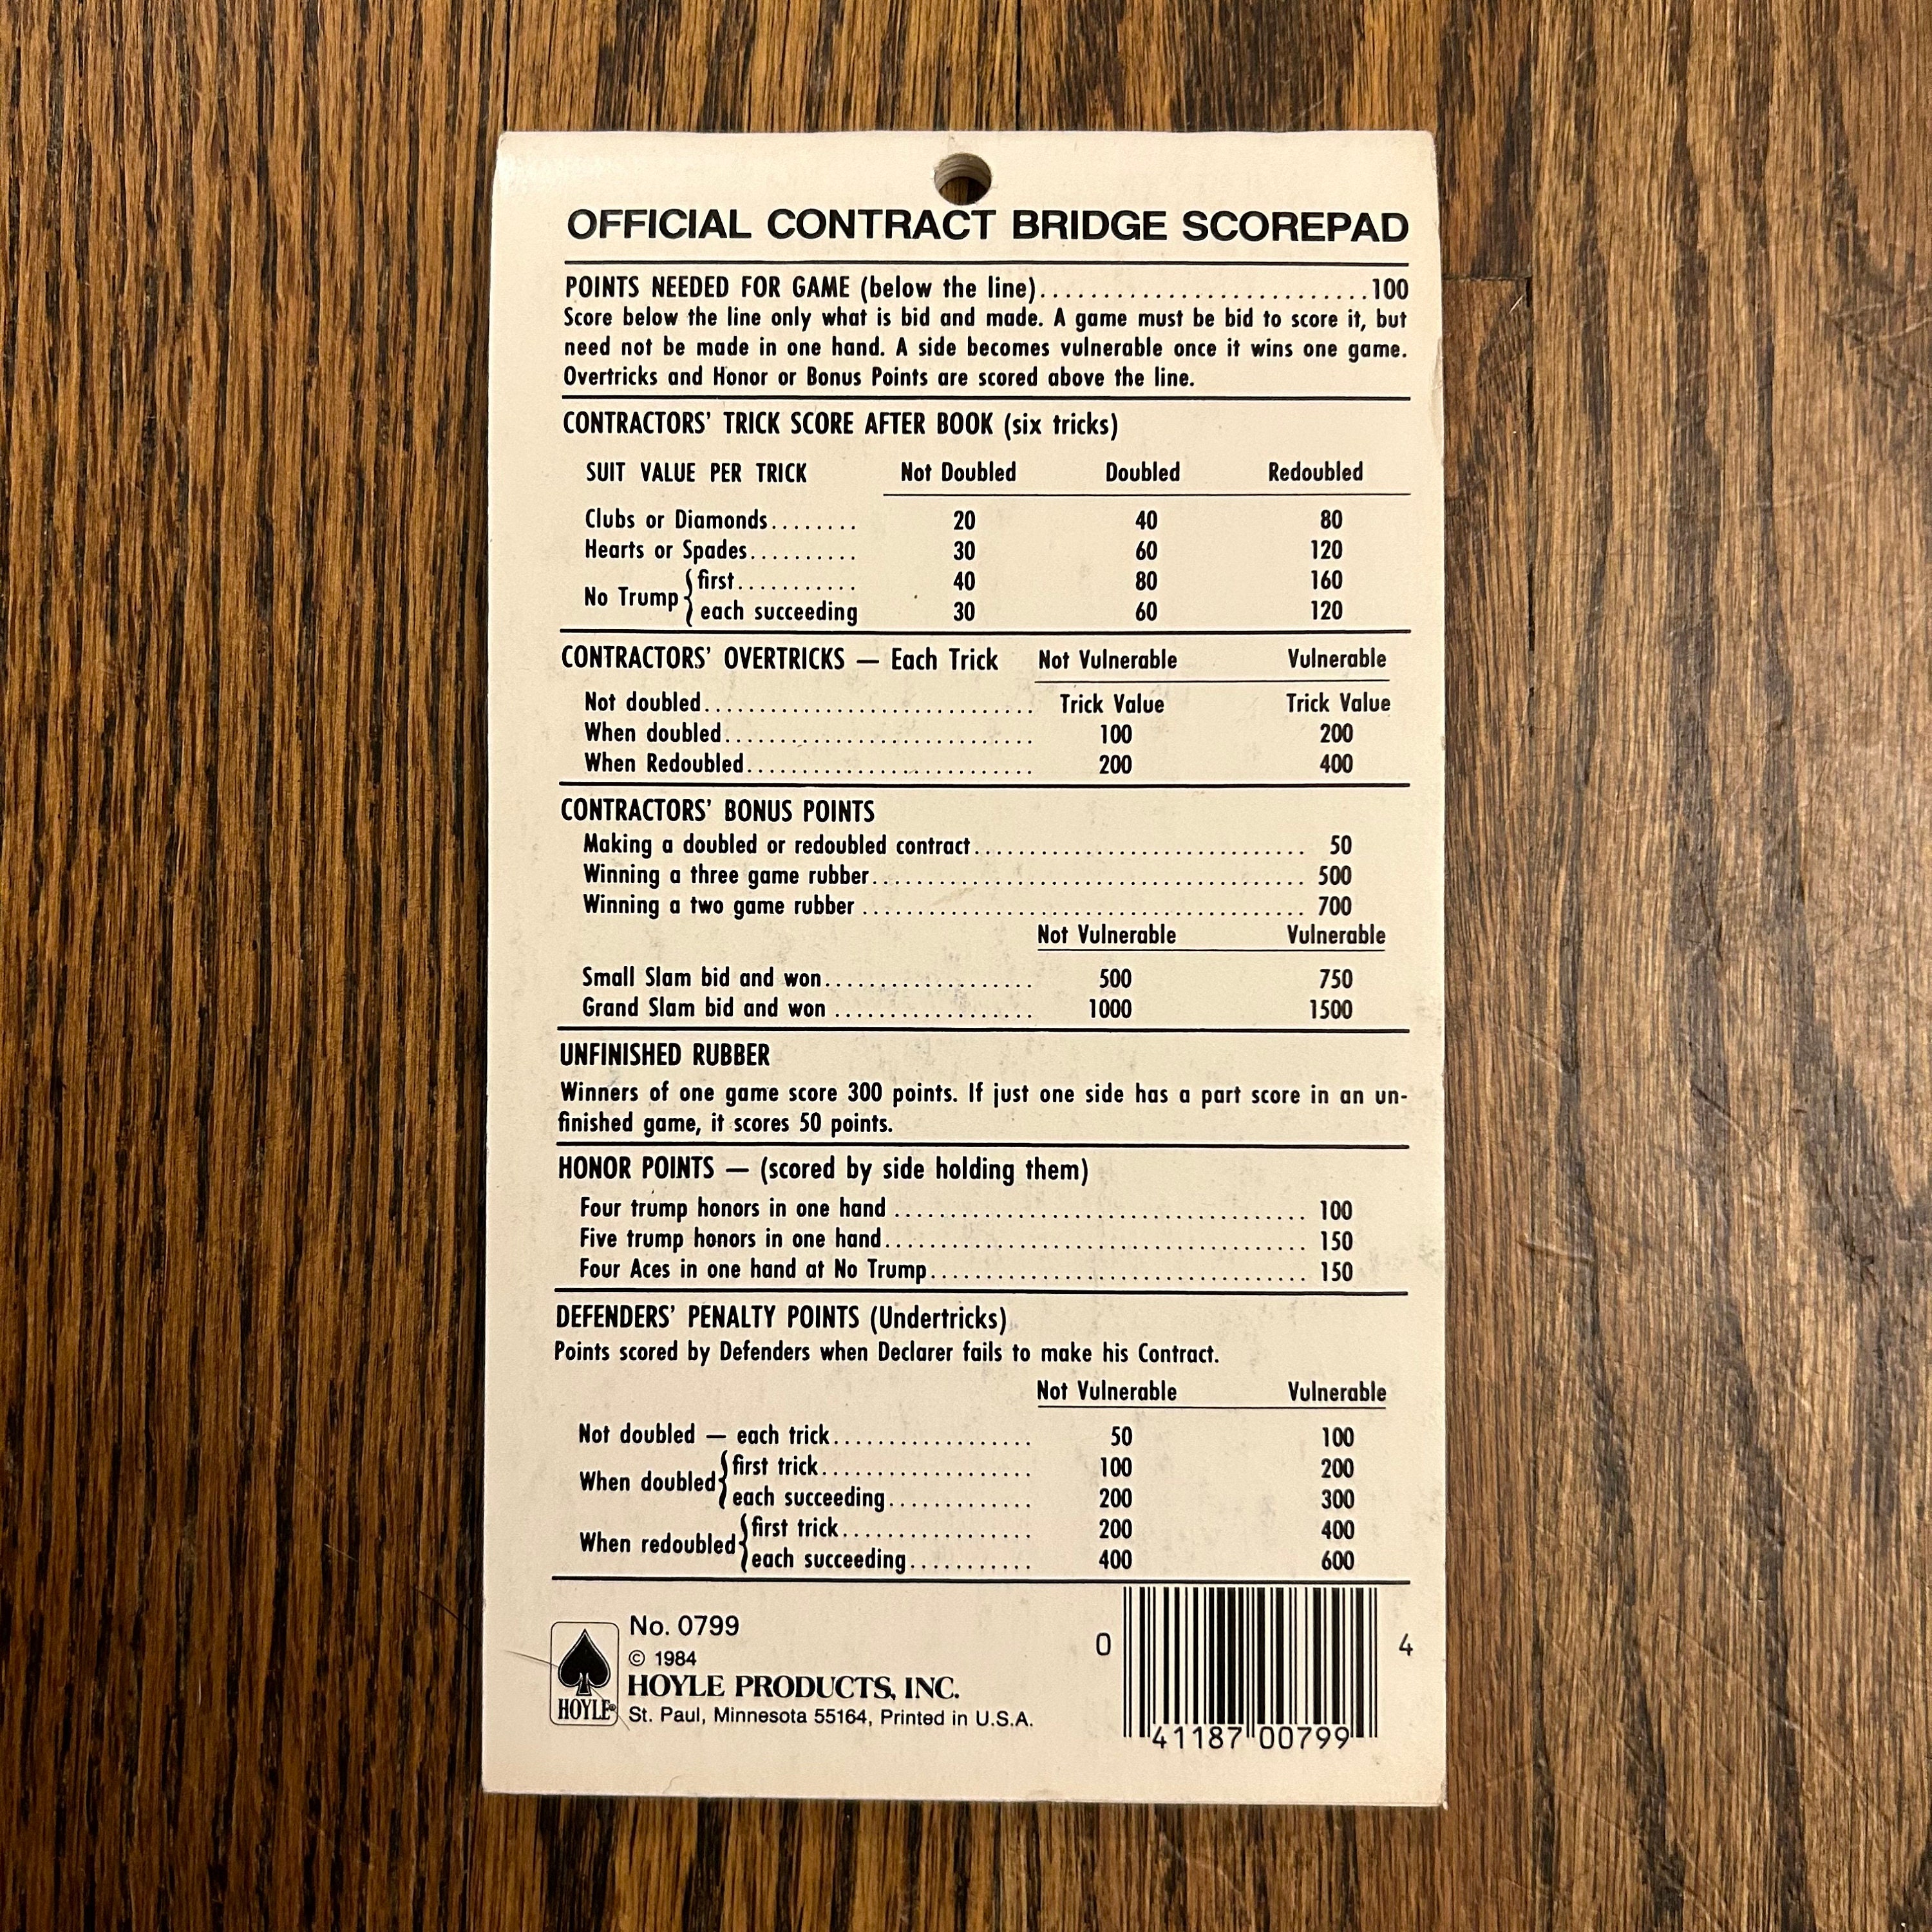 OFFICIAL CONTRACT BRIDGE SCOREPAD
POINTS NEEDED FOR GAME (below the line)..........................100
Score below the line only what is bid and made. A game must be bid to score it, but
need not be made in one hand. A side becomes vulnerable once it wins one game.
Overtricks and Honor or Bonus Points are scored above the line.
CONTRACTORS' TRICK SCORE AFTER BOOK (six tricks)
SUIT VALUE PER TRICK Not Doubled Doubled Redoubled
Clubs or Diamonds........ 20 40 80
Hearts or Spades.......... 30 60 120
No Trump { first........... 40 80 160
each succeeding 30 60 120
CONTRACTORS' OVERTRICKS — Each Trick Not Vulnerable Vulnerable
Not doubled.............................. Trick Value Trick Value
When doubled............................ 100 200
When Redoubled.......................... 200 400
CONTRACTORS' BONUS POINTS
Making a doubled or redoubled contract.............................. 50
Winning a three game rubber....................................... 500
Winning a two game rubber ........................................ 700
Not Vulnerable Vulnerable
Small Slam bid and won................... 500 750
Grand Slam bid and won .................. 1000 1500
UNFINISHED RUBBER
Winners of one game score 300 points. If just one side has a part score in an un-
finished game, it scores 50 points.
HONOR POINTS — (scored by side holding them)
Four trump honors in one hand ..................................... 100
Five trump honors in one hand...................................... 150
Four Aces in one hand at No Trump.................................. 150
DEFENDERS' PENALTY POINTS (Undertricks)
Points scored by Defenders when Declarer fails to make his Contract.
Not Vulnerable Vulnerable
Not doubled — each trick.................. 50 100
When doubled { first trick................... 100 200
each succeeding............. 200 300
When redoubled { first trick................. 200 400
each succeeding........... 400 600
No. 0799
© 1984
HOYLE PRODUCTS, INC.
St. Paul, Minnesota 55164, Printed in U.S.A.
HOYLE®
0 41187 00799 4